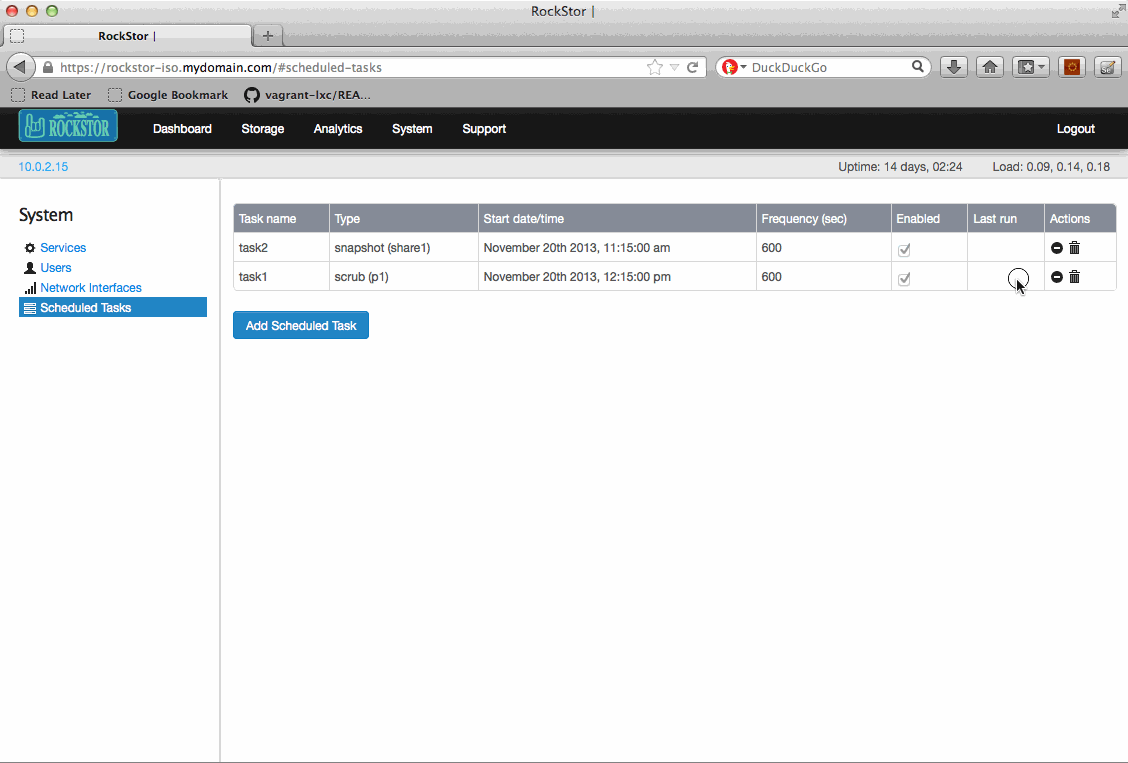 RockStor |
RockStor |
https://rockstor-iso.mydomain.com/#scheduled-tasks
DuckDuckGo
Read Later
Google Bookmark
vagrant-lxc/REA...
ROCKSTOR
Dashboard
Storage
Analytics
System
Support
Logout
10.0.2.15
Uptime: 14 days, 02:24
Load: 0.09, 0.14, 0.18
System
Services
Users
Network Interfaces
Scheduled Tasks
Task name Type Start date/time Frequency (sec) Enabled Last run Actions
task2 snapshot (share1) November 20th 2013, 11:15:00 am 600
task1 scrub (p1) November 20th 2013, 12:15:00 pm 600
Add Scheduled Task